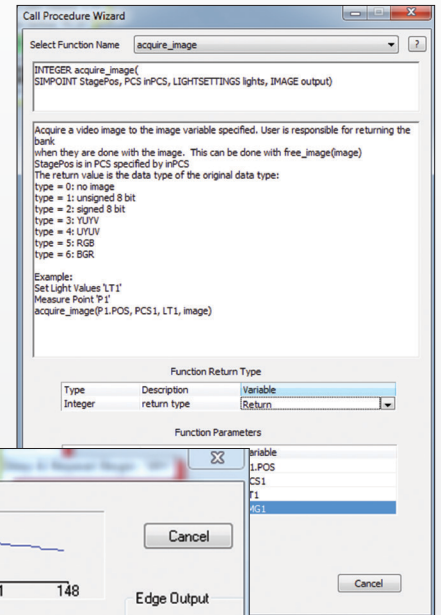 Call Procedure Wizard
Select Function Name acquire_image ?
INTEGER acquire_image(
SIMPOINT StagePos, PCS inPCS, LIGHTSETTINGS lights, IMAGE output)
Acquire a video image to the image variable specified. User is responsible for returning the
bank
when they are done with the image. This can be done with free_image(image)
StagePos is in PCS specified by inPCS
The return value is the data type of the original data type:
type = 0: no image
type = 1: unsigned 8 bit
type = 2: signed 8 bit
type = 3: YUYV
type = 4: UYUV
type = 5: RGB
type = 6: BGR
Example:
Set Light Values 'LT1'
Measure Point 'P1'
acquire_image(P1.POS, PCS1, LT1, image)
Function Return Type
Type Description Variable
Integer return type Return
Function Parameters
ariable
1.POS
CS1
T1
MG1
Cancel
148
Edge Output
Cancel